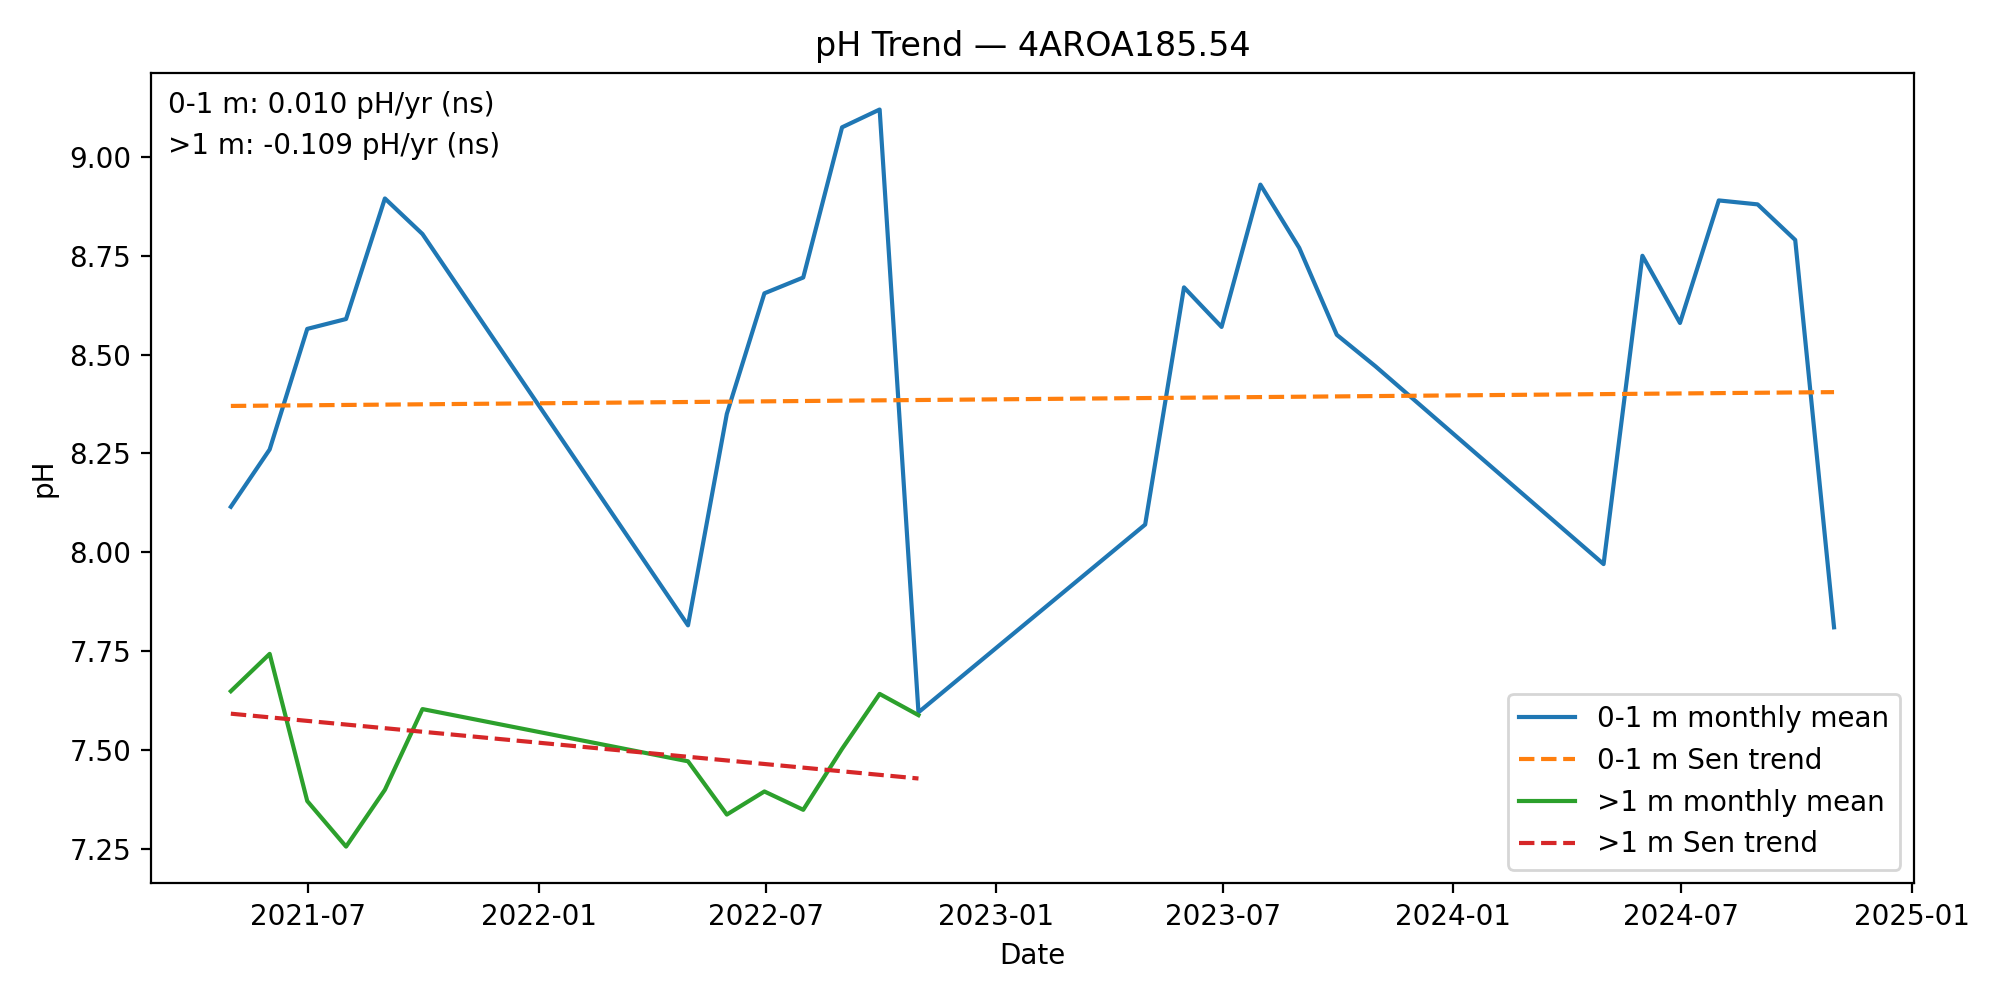 pH Trend — 4AROA185.54
0-1 m: 0.010 pH/yr (ns)
>1 m: -0.109 pH/yr (ns)
9.00
8.75
8.50
8.25
8.00
7.75
7.50
7.25
pH
0-1 m monthly mean
0-1 m Sen trend
>1 m monthly mean
>1 m Sen trend
2021-07 2022-01 2022-07 2023-01 2023-07 2024-01 2024-07 2025-01
Date